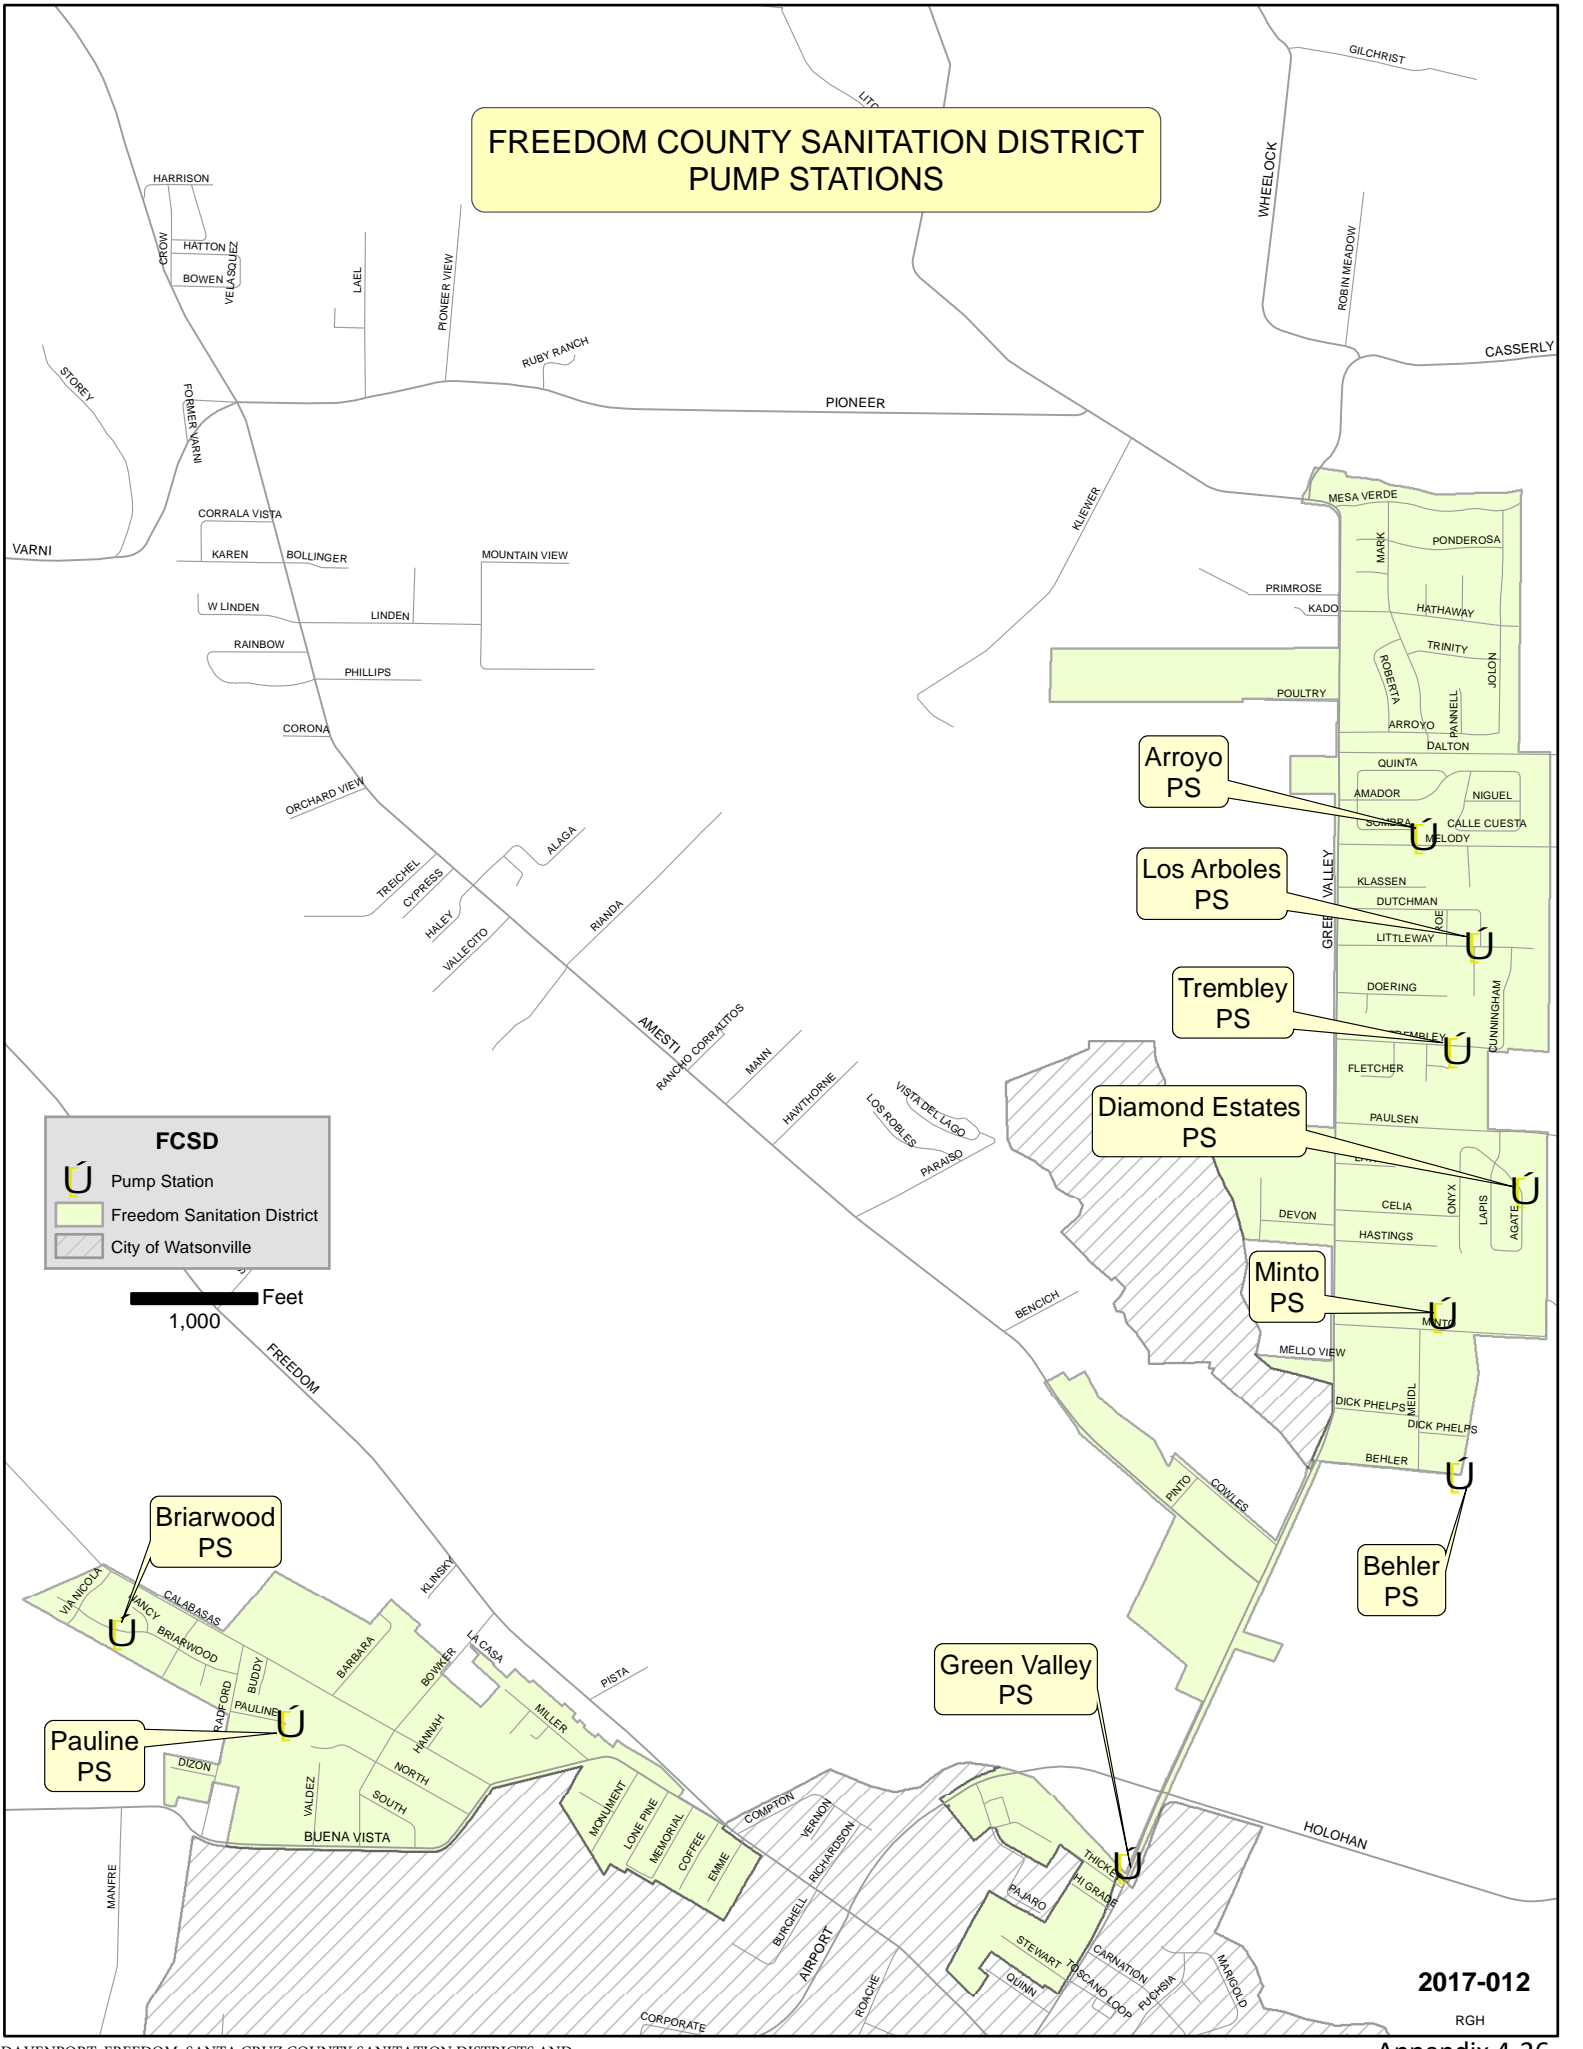 GILCHRIST
FREEDOM COUNTY SANITATION DISTRICT
PUMP STATIONS
WHEELOCK
HARRISON
CROW
HATTON
BOWEN
VELASQUEZ
LAEL
PIONEER VIEW
ROBIN MEADOW
RUBY RANCH
CASSERLY
STOREY
FORMER VARNI
PIONEER
KLIEWER
MESA VERDE
CORRALA VISTA
VARNI
KAREN
BOLLINGER
MOUNTAIN VIEW
MARK
PONDEROSA
PRIMROSE
KADO
HATHAWAY
W LINDEN
LINDEN
RAINBOW
PHILLIPS
TRINITY
ROBERTA
JOLON
POULTRY
PANNELL
CORONA
ARROYO
DALTON
Arroyo
PS
QUINTA
AMADOR
NIGUEL
ORCHARD VIEW
SOMBRA
CALLE CUESTA
MELODY
ALAGA
TREICHEL
CYPRESS
HALEY
VALLECITO
RIANDA
Los Arboles
PS
VALLEY
KLASSEN
DUTCHMAN
ROE
LITTLEWAY
Trembley
PS
DOERING
CUNNINGHAM
AMESTI
RANCHO CORRALITOS
MANN
HAWTHORNE
FLETCHER
VISTA DEL LAGO
LOS ROBLES
PARAISO
Diamond Estates
PS
PAULSEN
FCSD
Pump Station
Freedom Sanitation District
City of Watsonville
Feet
1,000
DEVON
CELIA
ONYX
LAPIS
AGATE
HASTINGS
Minto
PS
MINTO
BENCICH
MELLO VIEW
FREEDOM
DICK PHELPS
MEIDL
DICK PHELPS
BEHLER
PINTO
COWLES
Behler
PS
Briarwood
PS
VIA NICOLA
NANCY
CALABASAS
BRIARWOOD
KLINSKY
LA CASA
BARBARA
BOWKER
BUDDY
RADFORD
PAULINE
PISTA
MILLER
HANNAH
Green Valley
PS
Pauline
PS
DIZON
VALDEZ
NORTH
SOUTH
BUENA VISTA
MONUMENT
LONE PINE
MEMORIAL
COFFEE
EMME
COMPTON
VERNON
RICHARDSON
BURCHELL
HOLOHAN
MANFRE
HI GRADE
PAJARO
AIRPORT
STEWART
QUINN
ROACHE
CARNATION
TOSCANO LOOP
FUCHSIA
MARIGOLD
CORPORATE
2017-012
RGH